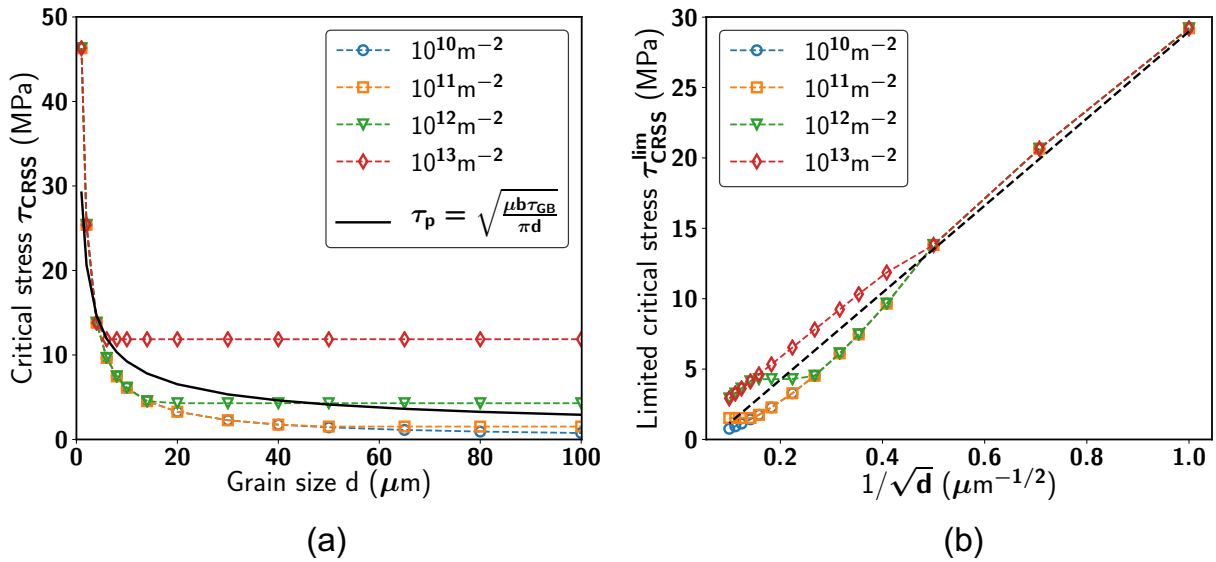 50
40
30
20
10
0
0 20 40 60 80 100
Critical stress τ_CRSS (MPa)
Grain size d (μm)
10^10 m^−2
10^11 m^−2
10^12 m^−2
10^13 m^−2
τ_p = √(μbτ_GB/πd)
(a)
30
25
20
15
10
5
0
0.2 0.4 0.6 0.8 1.0
Limited critical stress τ^lim_CRSS (MPa)
1/√d (μm^−1/2)
10^10 m^−2
10^11 m^−2
10^12 m^−2
10^13 m^−2
(b)